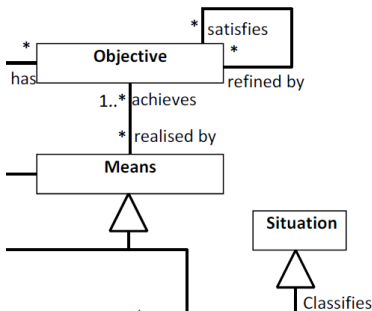 * satisfies
* Objective *
has
refined by
1..* achieves
* realised by
Means
Situation
Classifies